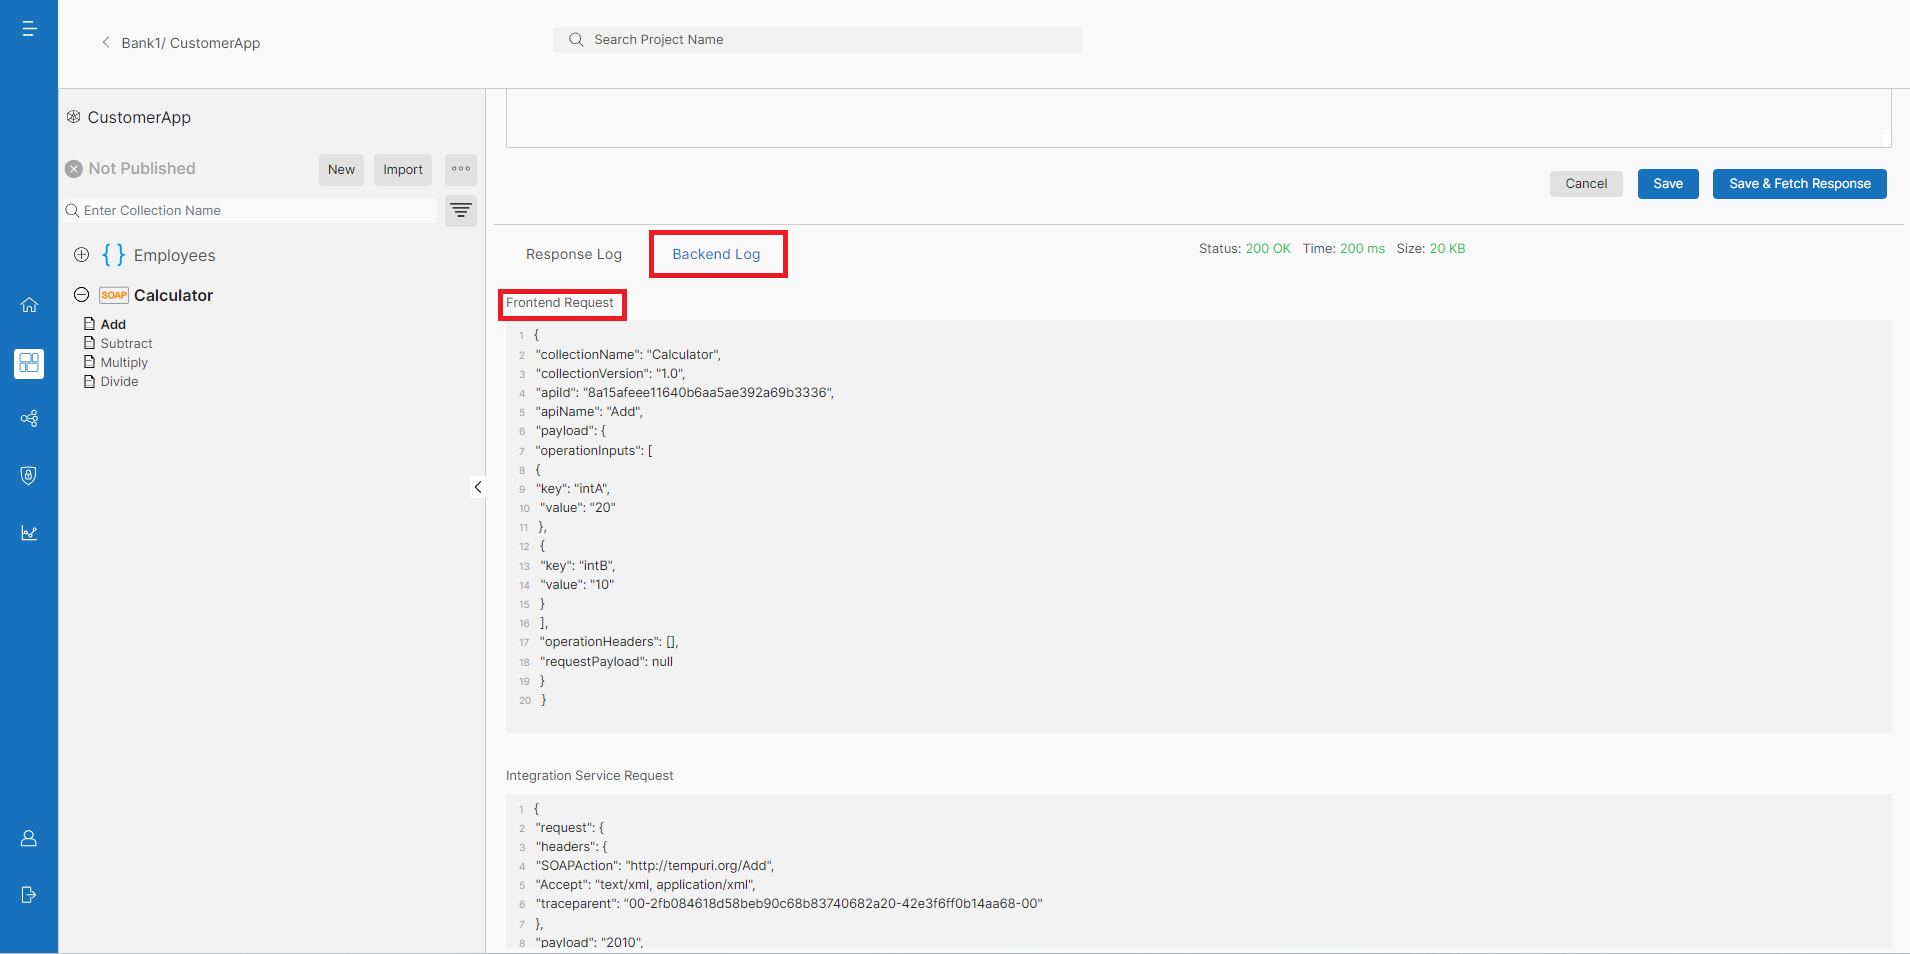 Bank1/ CustomerApp
Search Project Name
CustomerApp
Not Published
New
Import
Enter Collection Name
Employees
SOAP Calculator
Add
Subtract
Multiply
Divide
Cancel
Save
Save & Fetch Response
Response Log
Backend Log
Status: 200 OK Time: 200 ms Size: 20 KB
Frontend Request
1 {
2 "collectionName": "Calculator",
3 "collectionVersion": "1.0",
4 "apiId": "8a15afeee11640b6aa5ae392a69b3336",
5 "apiName": "Add",
6 "payload": {
7 "operationInputs": [
8 {
9 "key": "intA",
10 "value": "20"
11 },
12 {
13 "key": "intB",
14 "value": "10"
15 }
16 ],
17 "operationHeaders": [],
18 "requestPayload": null
19 }
20 }
Integration Service Request
1 {
2 "request": {
3 "headers": {
4 "SOAPAction": "http://tempuri.org/Add",
5 "Accept": "text/xml, application/xml",
6 "traceparent": "00-2fb084618d58beb90c68b83740682a20-42e3f6ff0b14aa68-00"
7 },
8 "payload": "2010",